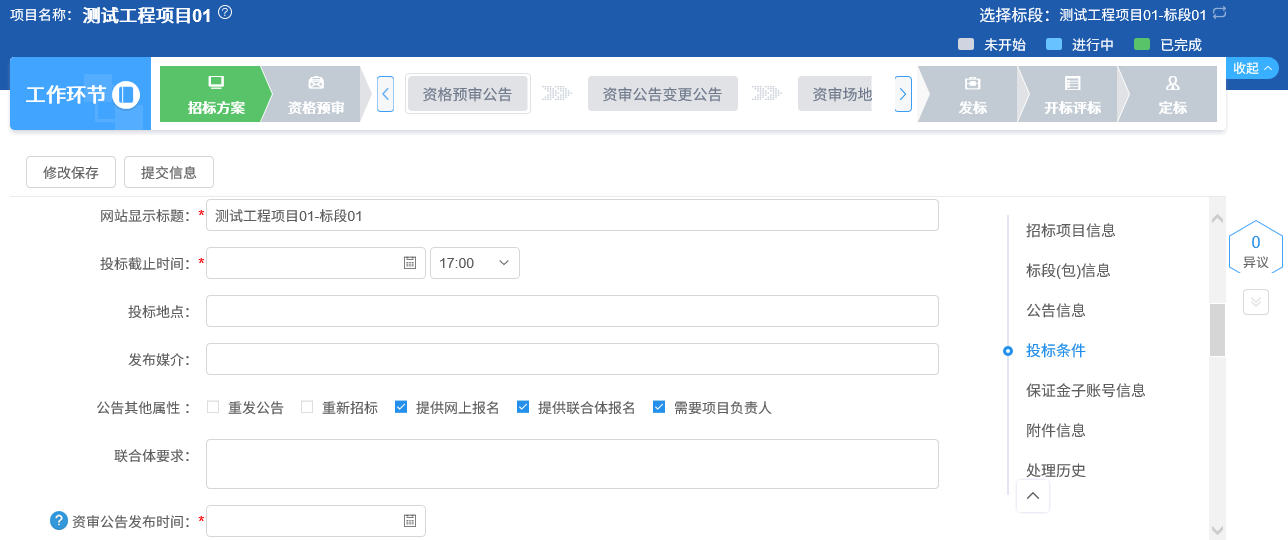 项目名称： 测试工程项目01 ?
选择标段：测试工程项目01-标段01
未开始 进行中 已完成
收起
工作环节
招标方案
资格预审
资格预审公告
资审公告变更公告
资审场地
发标
开标评标
定标
修改保存 提交信息
网站显示标题：* 测试工程项目01-标段01
投标截止时间：* 17:00
投标地点：
发布媒介：
公告其他属性： 重发公告 重新招标 提供网上报名 提供联合体报名 需要项目负责人
联合体要求：
? 资审公告发布时间：*
招标项目信息
标段(包)信息
公告信息
投标条件
保证金子账号信息
附件信息
处理历史
0
异议